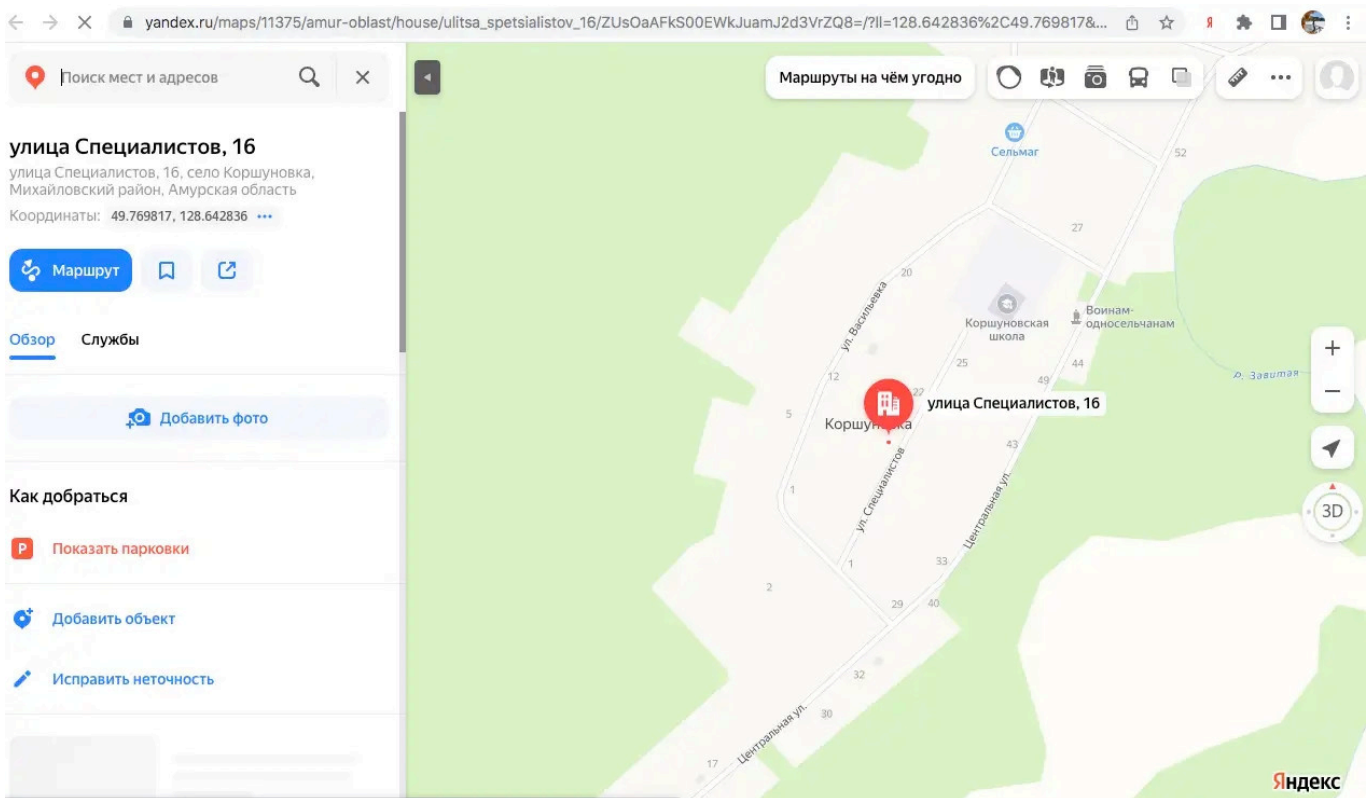 yandex.ru/maps/11375/amur-oblast/house/ulitsa_spetsialistov_16/ZUsOaAFkS00EWkJuamJ2d3VrZQ8=/?ll=128.642836%2C49.769817&...
Я
Поиск мест и адресов
улица Специалистов, 16
улица Специалистов, 16, село Коршуновка,
Михайловский район, Амурская область
Координаты: 49.769817, 128.642836 •••
Маршрут
Обзор Службы
Добавить фото
Как добраться
P Показать парковки
Добавить объект
Исправить неточность
Маршруты на чём угодно
Сельмаг
52
27
20
ул. Васильевка
Коршуновская
школа
Воинам-
односельчанам
25
44
12
49
р. Завитая
22
улица Специалистов, 16
5
Коршуновка
43
ул. Специалистов
1
Центральная ул.
33
1
2
29
40
32
30
Центральная ул.
17
3D
Яндекс